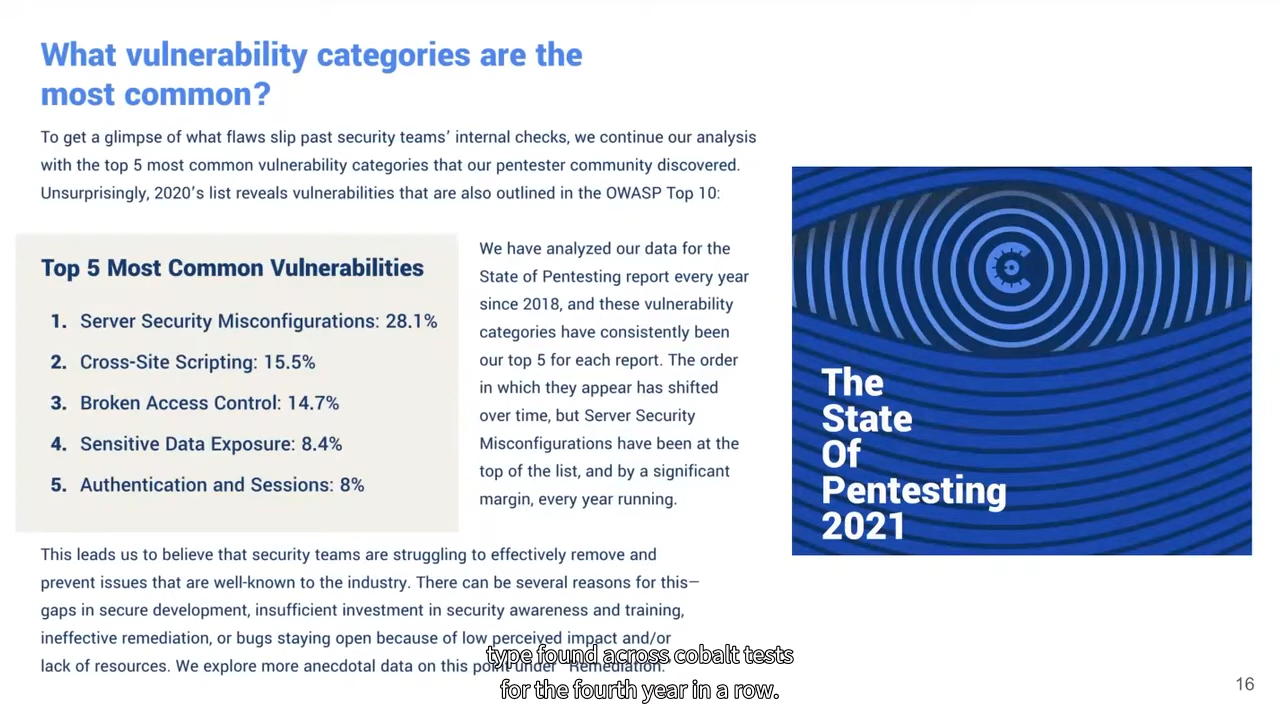 What vulnerability categories are the
most common?
To get a glimpse of what flaws slip past security teams’ internal checks, we continue our analysis
with the top 5 most common vulnerability categories that our pentester community discovered.
Unsurprisingly, 2020’s list reveals vulnerabilities that are also outlined in the OWASP Top 10:
Top 5 Most Common Vulnerabilities
1. Server Security Misconfigurations: 28.1%
2. Cross-Site Scripting: 15.5%
3. Broken Access Control: 14.7%
4. Sensitive Data Exposure: 8.4%
5. Authentication and Sessions: 8%
We have analyzed our data for the
State of Pentesting report every year
since 2018, and these vulnerability
categories have consistently been
our top 5 for each report. The order
in which they appear has shifted
over time, but Server Security
Misconfigurations have been at the
top of the list, and by a significant
margin, every year running.
This leads us to believe that security teams are struggling to effectively remove and
prevent issues that are well-known to the industry. There can be several reasons for this—
gaps in secure development, insufficient investment in security awareness and training,
ineffective remediation, or bugs staying open because of low perceived impact and/or
lack of resources. We explore more anecdotal data on this point under “Remediation.”
The
State
Of
Pentesting
2021
type found across cobalt tests
for the fourth year in a row.
16